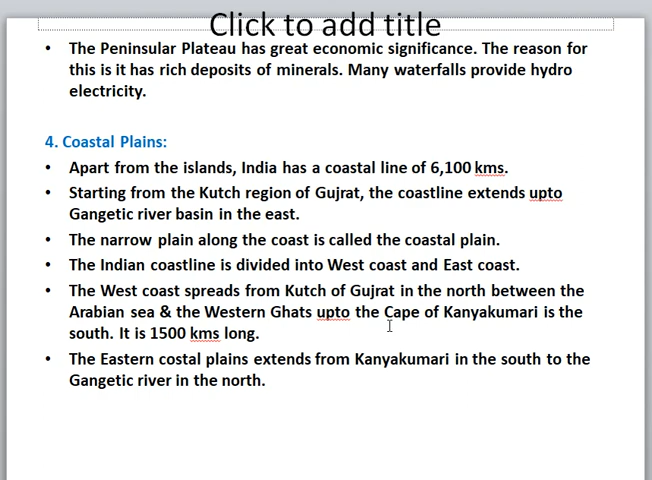 Click to add title
• The Peninsular Plateau has great economic significance. The reason for
this is it has rich deposits of minerals. Many waterfalls provide hydro
electricity.
4. Coastal Plains:
• Apart from the islands, India has a coastal line of 6,100 kms.
• Starting from the Kutch region of Gujrat, the coastline extends upto
Gangetic river basin in the east.
• The narrow plain along the coast is called the coastal plain.
• The Indian coastline is divided into West coast and East coast.
• The West coast spreads from Kutch of Gujrat in the north between the
Arabian sea & the Western Ghats upto the Cape of Kanyakumari is the
south. It is 1500 kms long.
• The Eastern costal plains extends from Kanyakumari in the south to the
Gangetic river in the north.